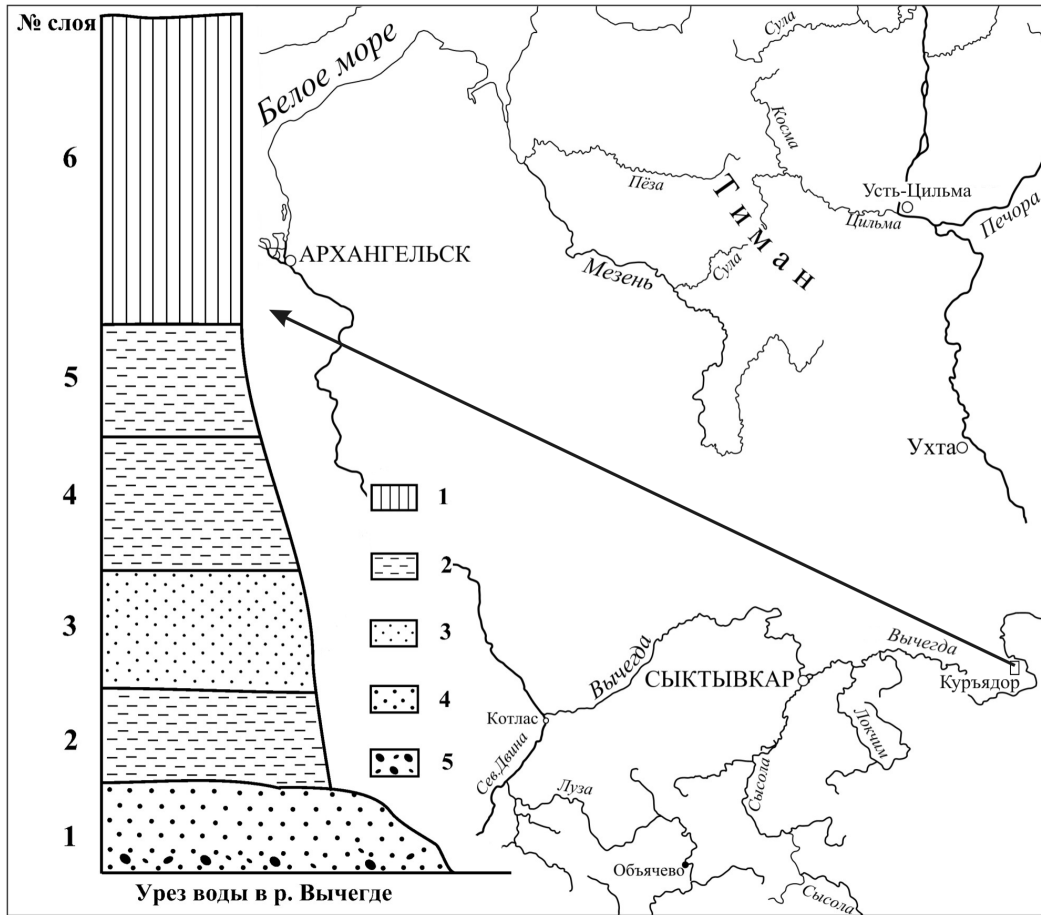 № слоя
6
5
4
3
2
1
Урез воды в р. Вычегде
1
2
3
4
5
Белое море
АРХАНГЕЛЬСК
Сула
Косма
Пёза
Тиман
Усть-Цильма
Цильма
Печора
Мезень
Сула
Ухта
Вычегда
СЫКТЫВКАР
Вычегда
Куръядор
Котлас
Сев.Двина
Локчим
Сысола
Луза
Объячево
Сысола